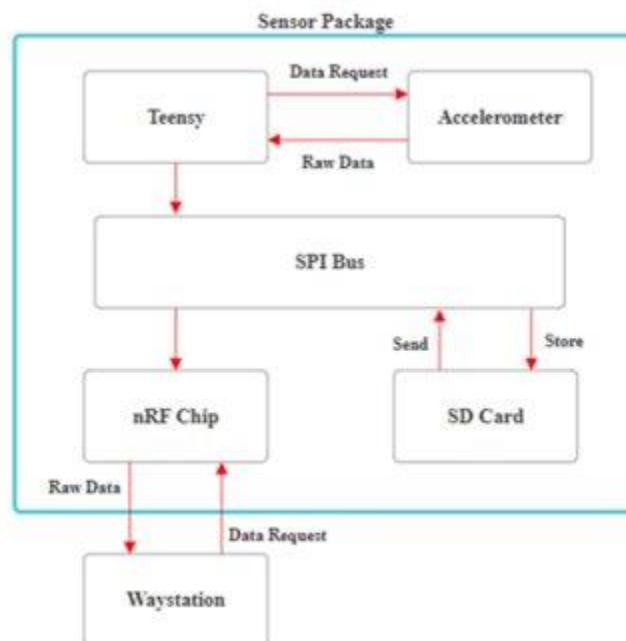 Sensor Package
Data Request
Teensy
Accelerometer
Raw Data
SPI Bus
Send
Store
nRF Chip
SD Card
Raw Data
Data Request
Waystation